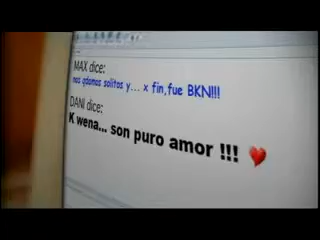 MAX dice:
nos qdamos solitos y... x fin,fue BKN!!!
DANI dice:
K wena... son puro amor !!!